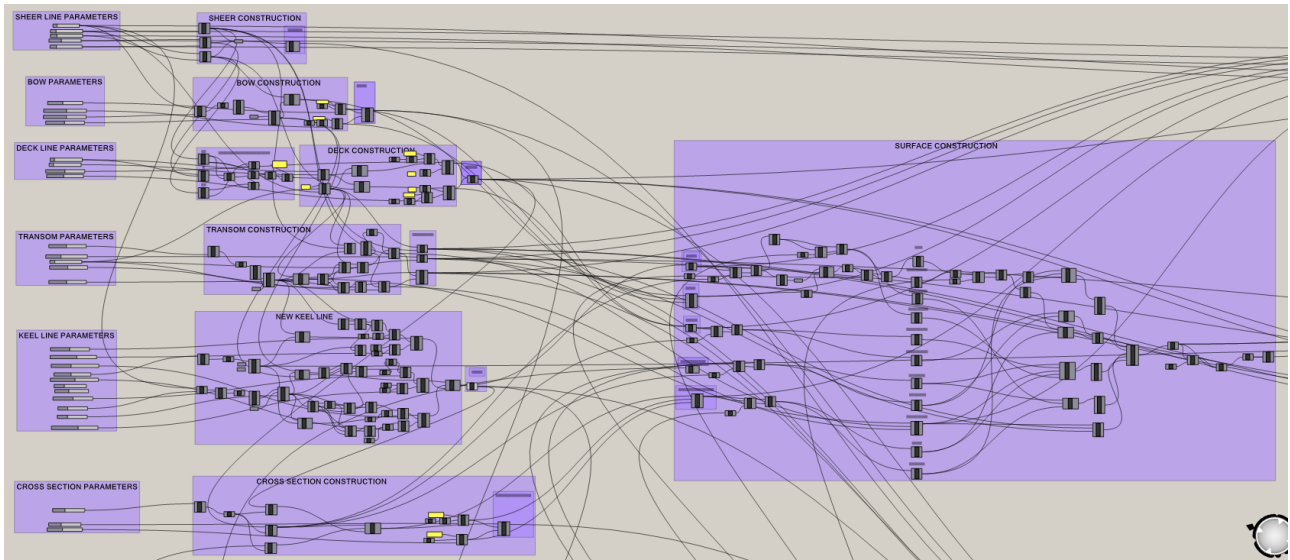 SHEER LINE PARAMETERS
SHEER CONSTRUCTION
BOW PARAMETERS
BOW CONSTRUCTION
DECK LINE PARAMETERS
DECK CONSTRUCTION
SURFACE CONSTRUCTION
TRANSOM PARAMETERS
TRANSOM CONSTRUCTION
KEEL LINE PARAMETERS
NEW KEEL LINE
CROSS SECTION PARAMETERS
CROSS SECTION CONSTRUCTION